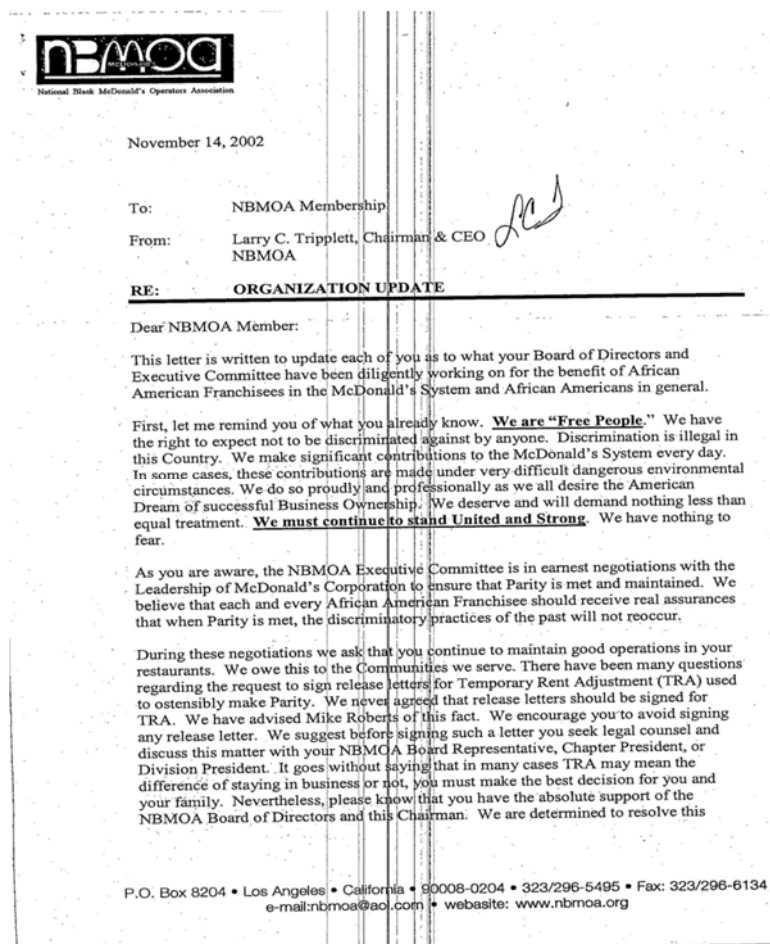 nBMOA
McDONALD'S
National Black McDonald's Operators Association
November 14, 2002
To: NBMOA Membership
From: Larry C. Tripplett, Chairman & CEO LCT
NBMOA
RE: ORGANIZATION UPDATE
Dear NBMOA Member:
This letter is written to update each of you as to what your Board of Directors and
Executive Committee have been diligently working on for the benefit of African
American Franchisees in the McDonald's System and African Americans in general.
First, let me remind you of what you already know. We are "Free People." We have
the right to expect not to be discriminated against by anyone. Discrimination is illegal in
this Country. We make significant contributions to the McDonald's System every day.
In some cases, these contributions are made under very difficult dangerous environmental
circumstances. We do so proudly and professionally as we all desire the American
Dream of successful Business Ownership. We deserve and will demand nothing less than
equal treatment. We must continue to stand United and Strong. We have nothing to
fear.
As you are aware, the NBMOA Executive Committee is in earnest negotiations with the
Leadership of McDonald's Corporation to ensure that Parity is met and maintained. We
believe that each and every African American Franchisee should receive real assurances
that when Parity is met, the discriminatory practices of the past will not reoccur.
During these negotiations we ask that you continue to maintain good operations in your
restaurants. We owe this to the Communities we serve. There have been many questions
regarding the request to sign release letters for Temporary Rent Adjustment (TRA) used
to ostensibly make Parity. We never agreed that release letters should be signed for
TRA. We have advised Mike Roberts of this fact. We encourage you to avoid signing
any release letter. We suggest before signing such a letter you seek legal counsel and
discuss this matter with your NBMOA Board Representative, Chapter President, or
Division President. It goes without saying that in many cases TRA may mean the
difference of staying in business or not, you must make the best decision for you and
your family. Nevertheless, please know that you have the absolute support of the
NBMOA Board of Directors and this Chairman. We are determined to resolve this
P.O. Box 8204 • Los Angeles • California • 90008-0204 • 323/296-5495 • Fax: 323/296-6134
e-mail:nbmoa@aol.com • webasite: www.nbmoa.org